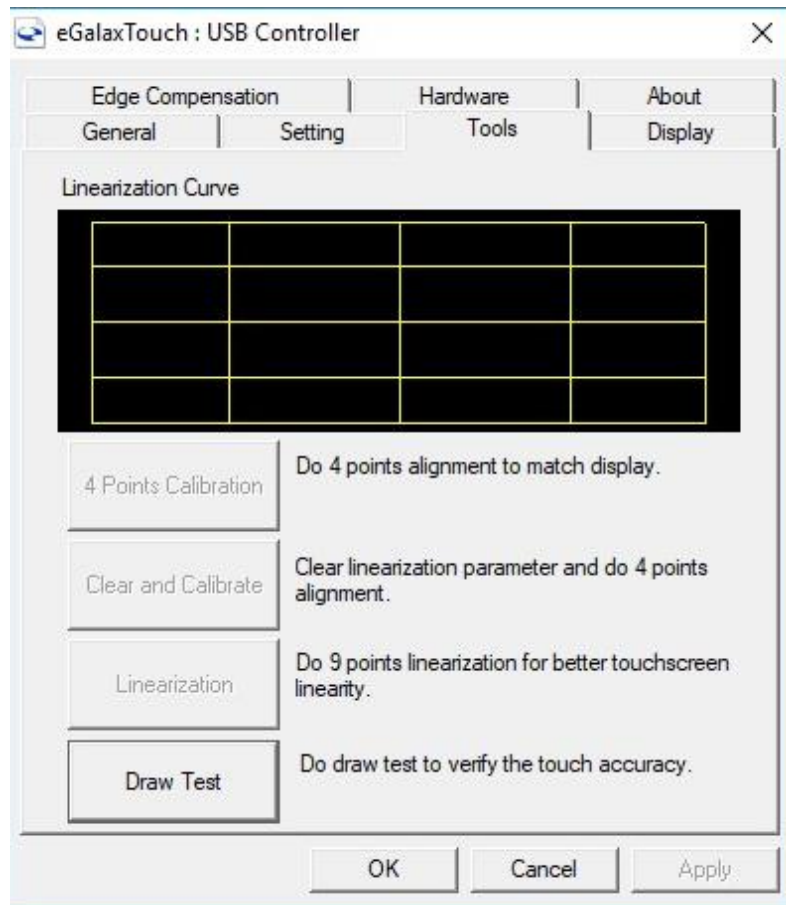 eGalaxTouch : USB Controller
Edge Compensation Hardware About
General Setting Tools Display
Linearization Curve
4 Points Calibration
Do 4 points alignment to match display.
Clear and Calibrate
Clear linearization parameter and do 4 points
alignment.
Linearization
Do 9 points linearization for better touchscreen
linearity.
Draw Test
Do draw test to verify the touch accuracy.
OK Cancel Apply